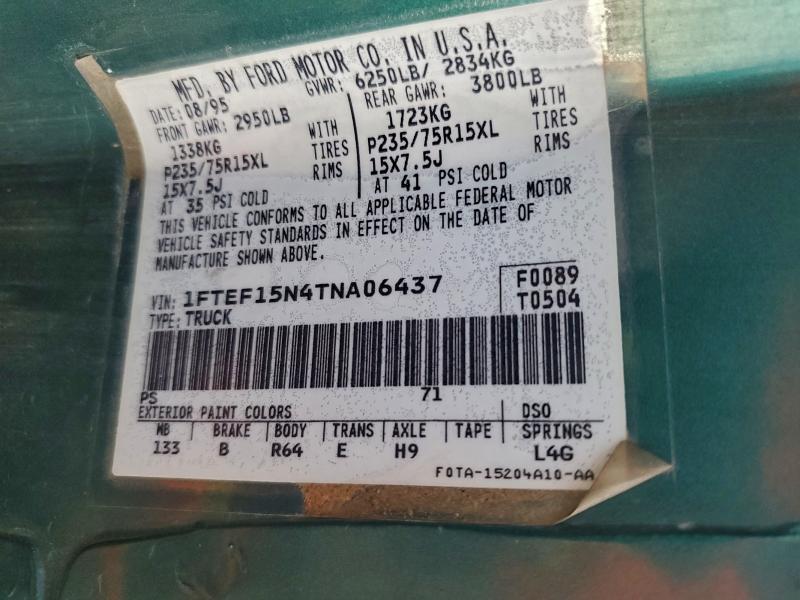 MFD. BY FORD MOTOR CO. IN U.S.A.
DATE: 08/95 GVWR: 6250LB/ 2834KG
FRONT GAWR: 2950LB REAR GAWR: 3800LB
1338KG WITH 1723KG WITH
P235/75R15XL TIRES P235/75R15XL TIRES
15X7.5J RIMS 15X7.5J RIMS
AT 35 PSI COLD AT 41 PSI COLD
THIS VEHICLE CONFORMS TO ALL APPLICABLE FEDERAL MOTOR
VEHICLE SAFETY STANDARDS IN EFFECT ON THE DATE OF
MANUFACTURE SHOWN ABOVE.
F0089
VIN: 1FTEF15N4TNA06437 T0504
TYPE: TRUCK
PS 71
EXTERIOR PAINT COLORS DSO
WB BRAKE BODY TRANS AXLE TAPE SPRINGS
133 B R64 E H9 L4G
F0TA-15204A10-AA